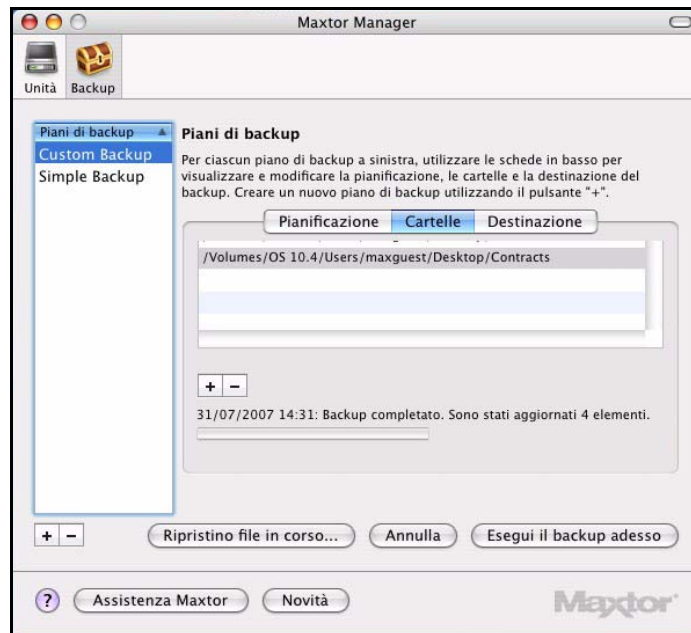 Maxtor Manager
Unità
Backup
Piani di backup
Custom Backup
Simple Backup
Piani di backup
Per ciascun piano di backup a sinistra, utilizzare le schede in basso per
visualizzare e modificare la pianificazione, le cartelle e la destinazione del
backup. Creare un nuovo piano di backup utilizzando il pulsante "+".
Pianificazione
Cartelle
Destinazione
/Volumes/OS 10.4/Users/maxguest/Desktop/Contracts
+ −
31/07/2007 14:31: Backup completato. Sono stati aggiornati 4 elementi.
+ −
Ripristino file in corso...
Annulla
Esegui il backup adesso
?
Assistenza Maxtor
Novità
Maxtor